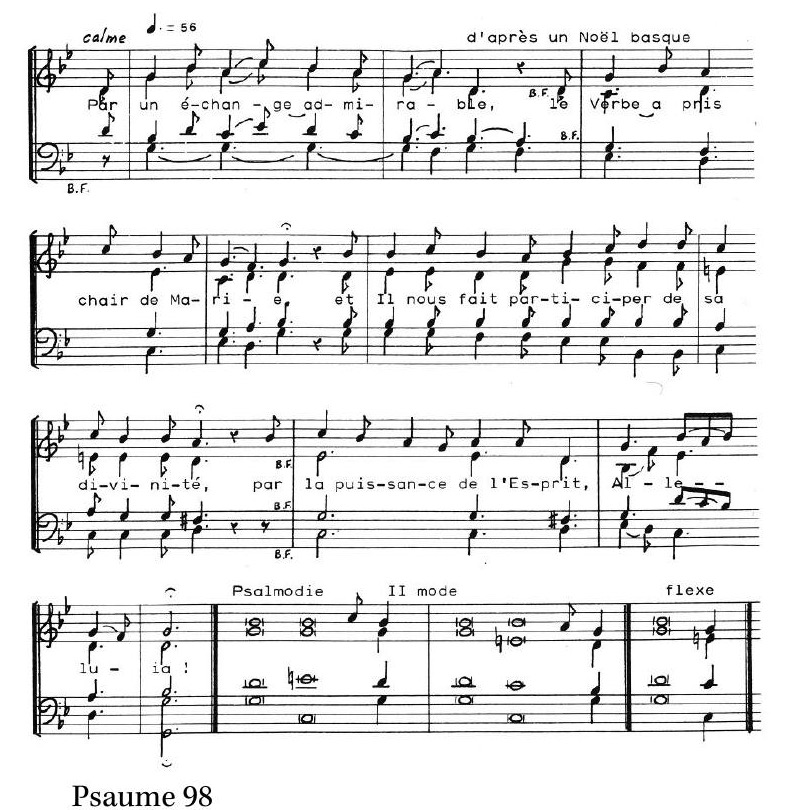 calme ♩. = 56 d'après un Noël basque
B.F.
Par un é-chan-ge ad-mi-ra-ble, le Verbe a pris
B.F. B.F.
chair de Ma-ri-e, et Il nous fait par-ti-ci-per de sa
B.F.
di-vi-ni-té, par la puis-san-ce de l'Es-prit, Al-le--
B.F.
Psalmodie II mode flexe
lu-ia !
Psaume 98